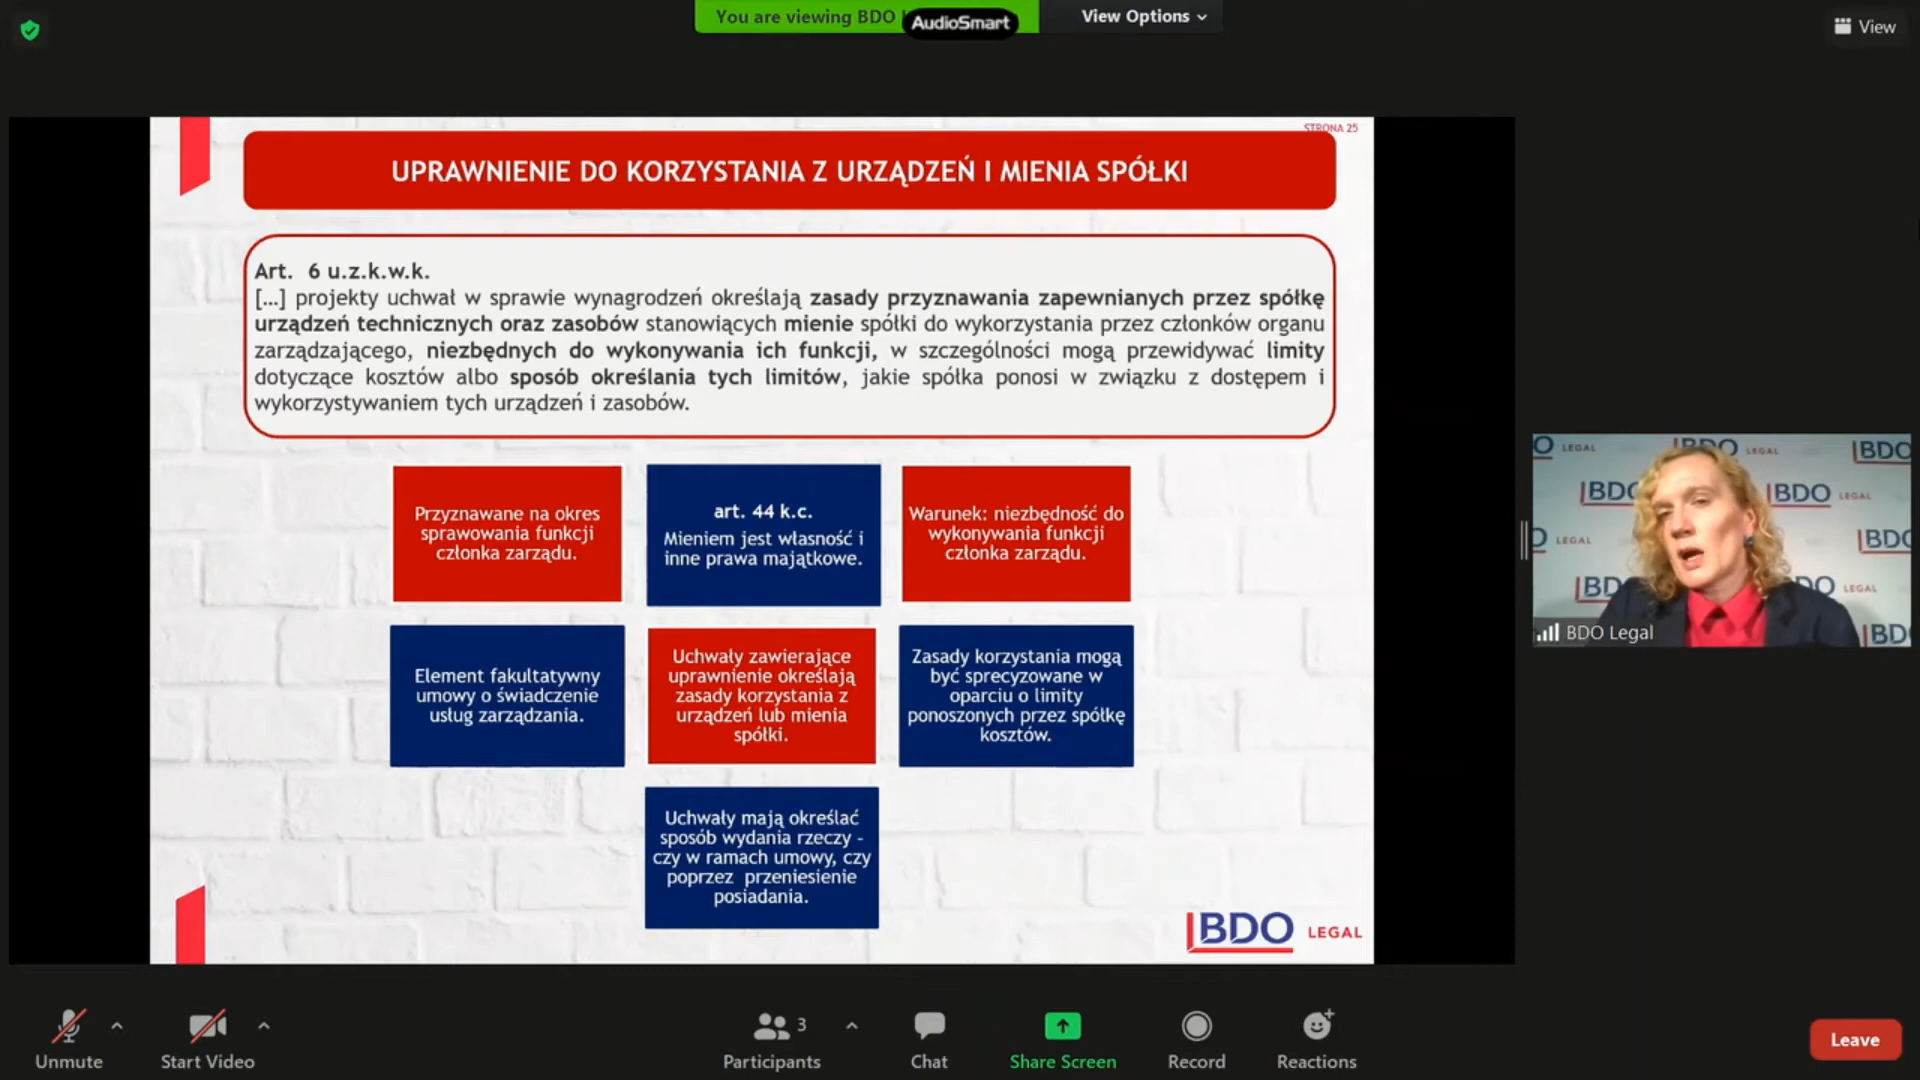 You are viewing BDO
AudioSmart
View Options
View
STRONA 25
UPRAWNIENIE DO KORZYSTANIA Z URZĄDZEŃ I MIENIA SPÓŁKI
Art. 6 u.z.k.w.k.
[...] projekty uchwał w sprawie wynagrodzeń określają zasady przyznawania zapewnianych przez spółkę
urządzeń technicznych oraz zasobów stanowiących mienie spółki do wykorzystania przez członków organu
zarządzającego, niezbędnych do wykonywania ich funkcji, w szczególności mogą przewidywać limity
dotyczące kosztów albo sposób określania tych limitów, jakie spółka ponosi w związku z dostępem i
wykorzystywaniem tych urządzeń i zasobów.
Przyznawane na okres
sprawowania funkcji
członka zarządu.
art. 44 k.c.
Mieniem jest własność i
inne prawa majątkowe.
Warunek: niezbędność do
wykonywania funkcji
członka zarządu.
Element fakultatywny
umowy o świadczenie
usług zarządzania.
Uchwały zawierające
uprawnienie określają
zasady korzystania z
urządzeń lub mienia
spółki.
Zasady korzystania mogą
być sprecyzowane w
oparciu o limity
ponoszonych przez spółkę
kosztów.
Uchwały mają określać
sposób wydania rzeczy -
czy w ramach umowy, czy
poprzez przeniesienie
posiadania.
BDO LEGAL
LEGAL
BDO LEGAL
BDO LEGAL
LEGAL
BDO
LEGAL
BDO Legal
Unmute
Start Video
3
Participants
Chat
Share Screen
Record
Reactions
Leave